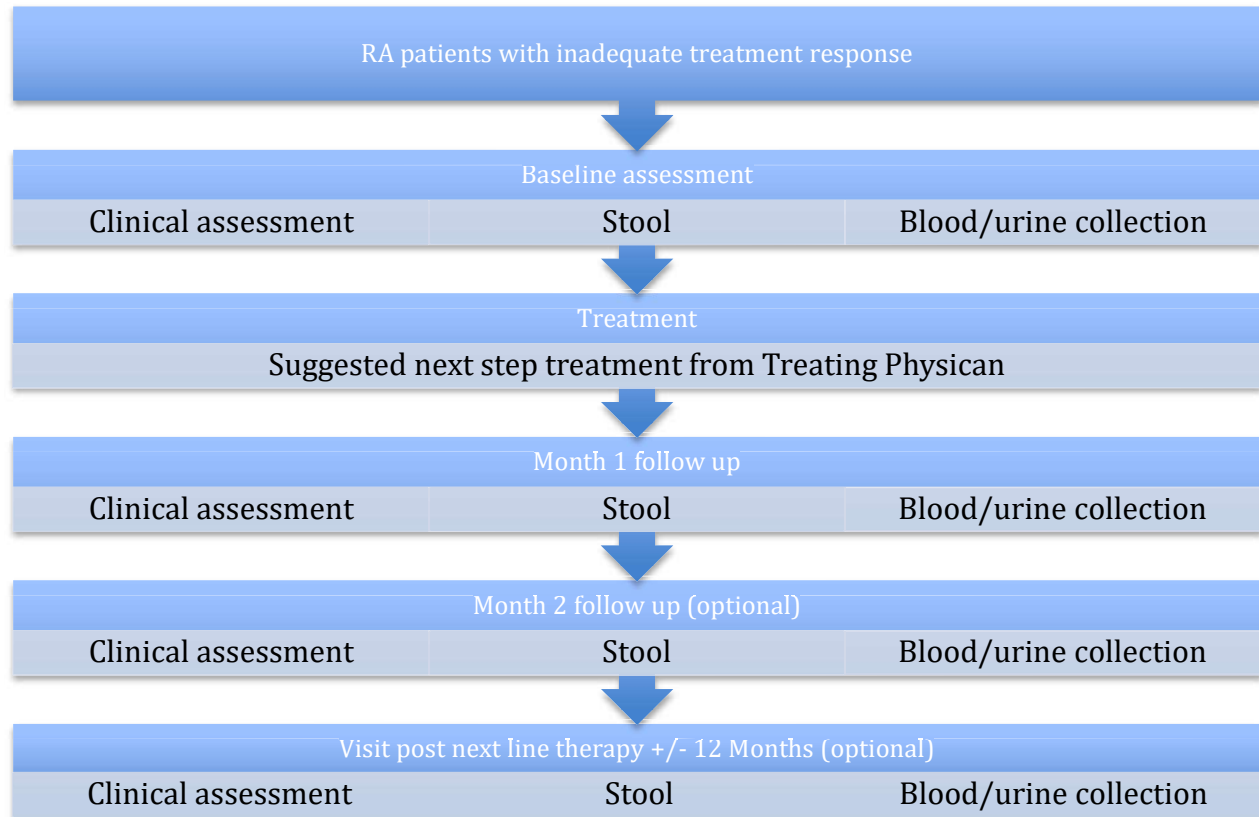 RA patients with inadequate treatment response
Baseline assessment
Clinical assessment Stool Blood/urine collection
Treatment
Suggested next step treatment from Treating Physican
Month 1 follow up
Clinical assessment Stool Blood/urine collection
Month 2 follow up (optional)
Clinical assessment Stool Blood/urine collection
Visit post next line therapy +/- 12 Months (optional)
Clinical assessment Stool Blood/urine collection